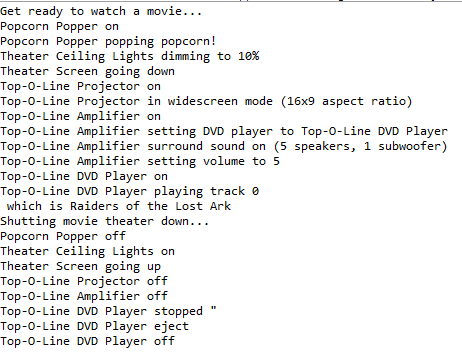 Get ready to watch a movie...
Popcorn Popper on
Popcorn Popper popping popcorn!
Theater Ceiling Lights dimming to 10%
Theater Screen going down
Top-O-Line Projector on
Top-O-Line Projector in widescreen mode (16x9 aspect ratio)
Top-O-Line Amplifier on
Top-O-Line Amplifier setting DVD player to Top-O-Line DVD Player
Top-O-Line Amplifier surround sound on (5 speakers, 1 subwoofer)
Top-O-Line Amplifier setting volume to 5
Top-O-Line DVD Player on
Top-O-Line DVD Player playing track 0
 which is Raiders of the Lost Ark
Shutting movie theater down...
Popcorn Popper off
Theater Ceiling Lights on
Theater Screen going up
Top-O-Line Projector off
Top-O-Line Amplifier off
Top-O-Line DVD Player stopped "
Top-O-Line DVD Player eject
Top-O-Line DVD Player off